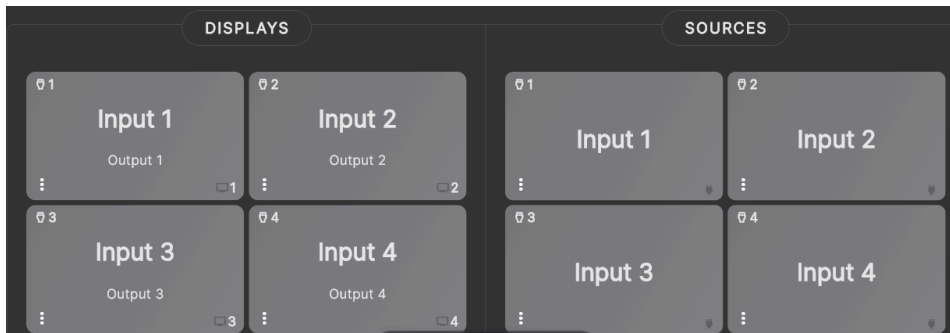 DISPLAYS
SOURCES
1
2
Input 1
Input 2
Output 1
Output 2
1
2
3
4
Input 3
Input 4
Output 3
Output 4
3
4
1
2
Input 1
Input 2
3
4
Input 3
Input 4